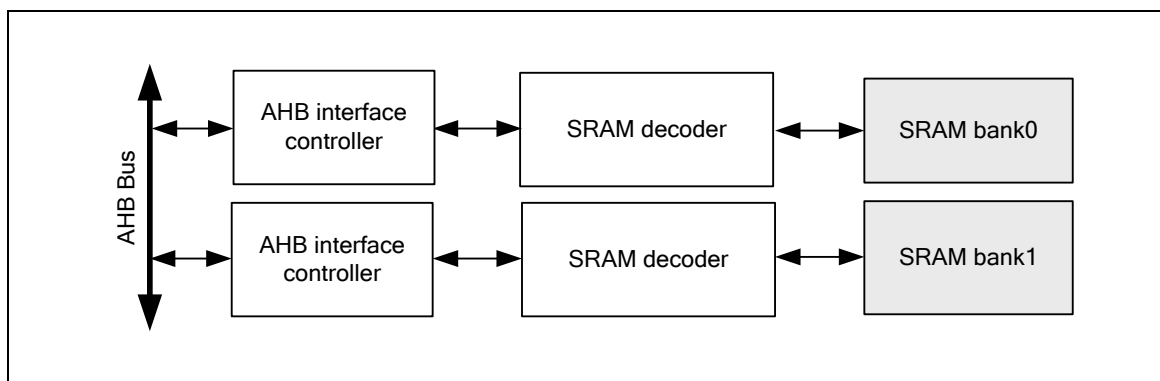 AHB Bus
AHB interface
controller
SRAM decoder
SRAM bank0
AHB interface
controller
SRAM decoder
SRAM bank1